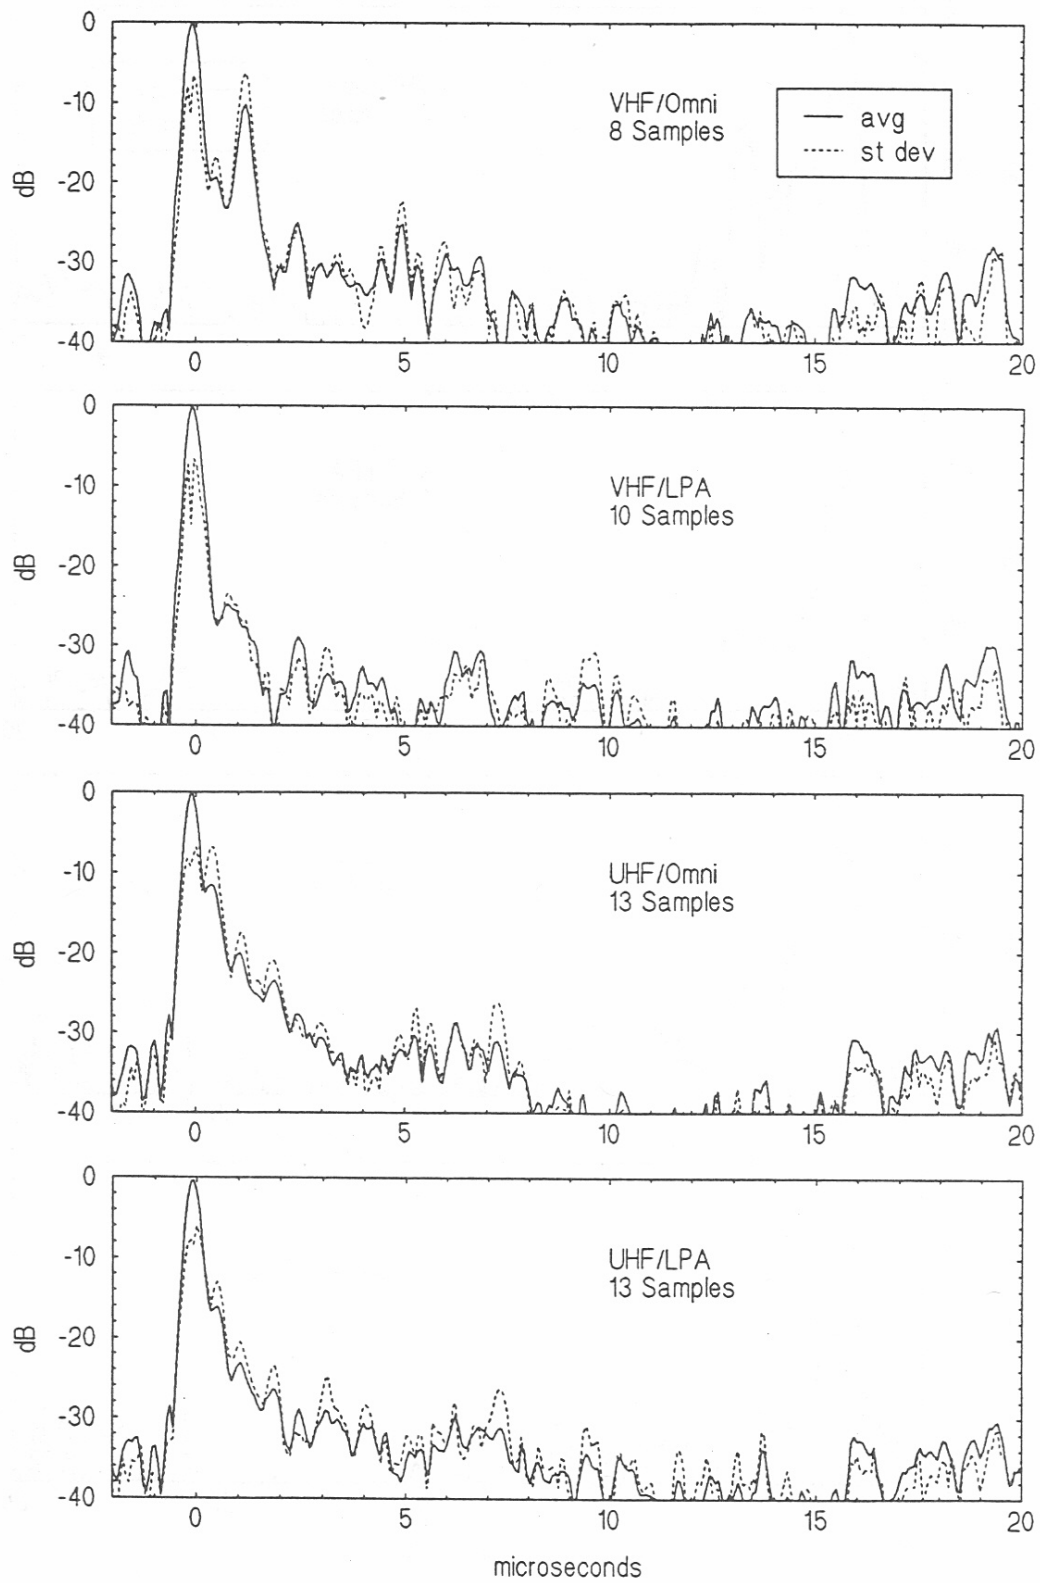 0
-10
-20
-30
-40
dB
VHF/Omni
8 Samples
avg
st dev
0 5 10 15 20
0
-10
-20
-30
-40
dB
VHF/LPA
10 Samples
0 5 10 15 20
0
-10
-20
-30
-40
dB
UHF/Omni
13 Samples
0 5 10 15 20
0
-10
-20
-30
-40
dB
UHF/LPA
13 Samples
0 5 10 15 20
microseconds